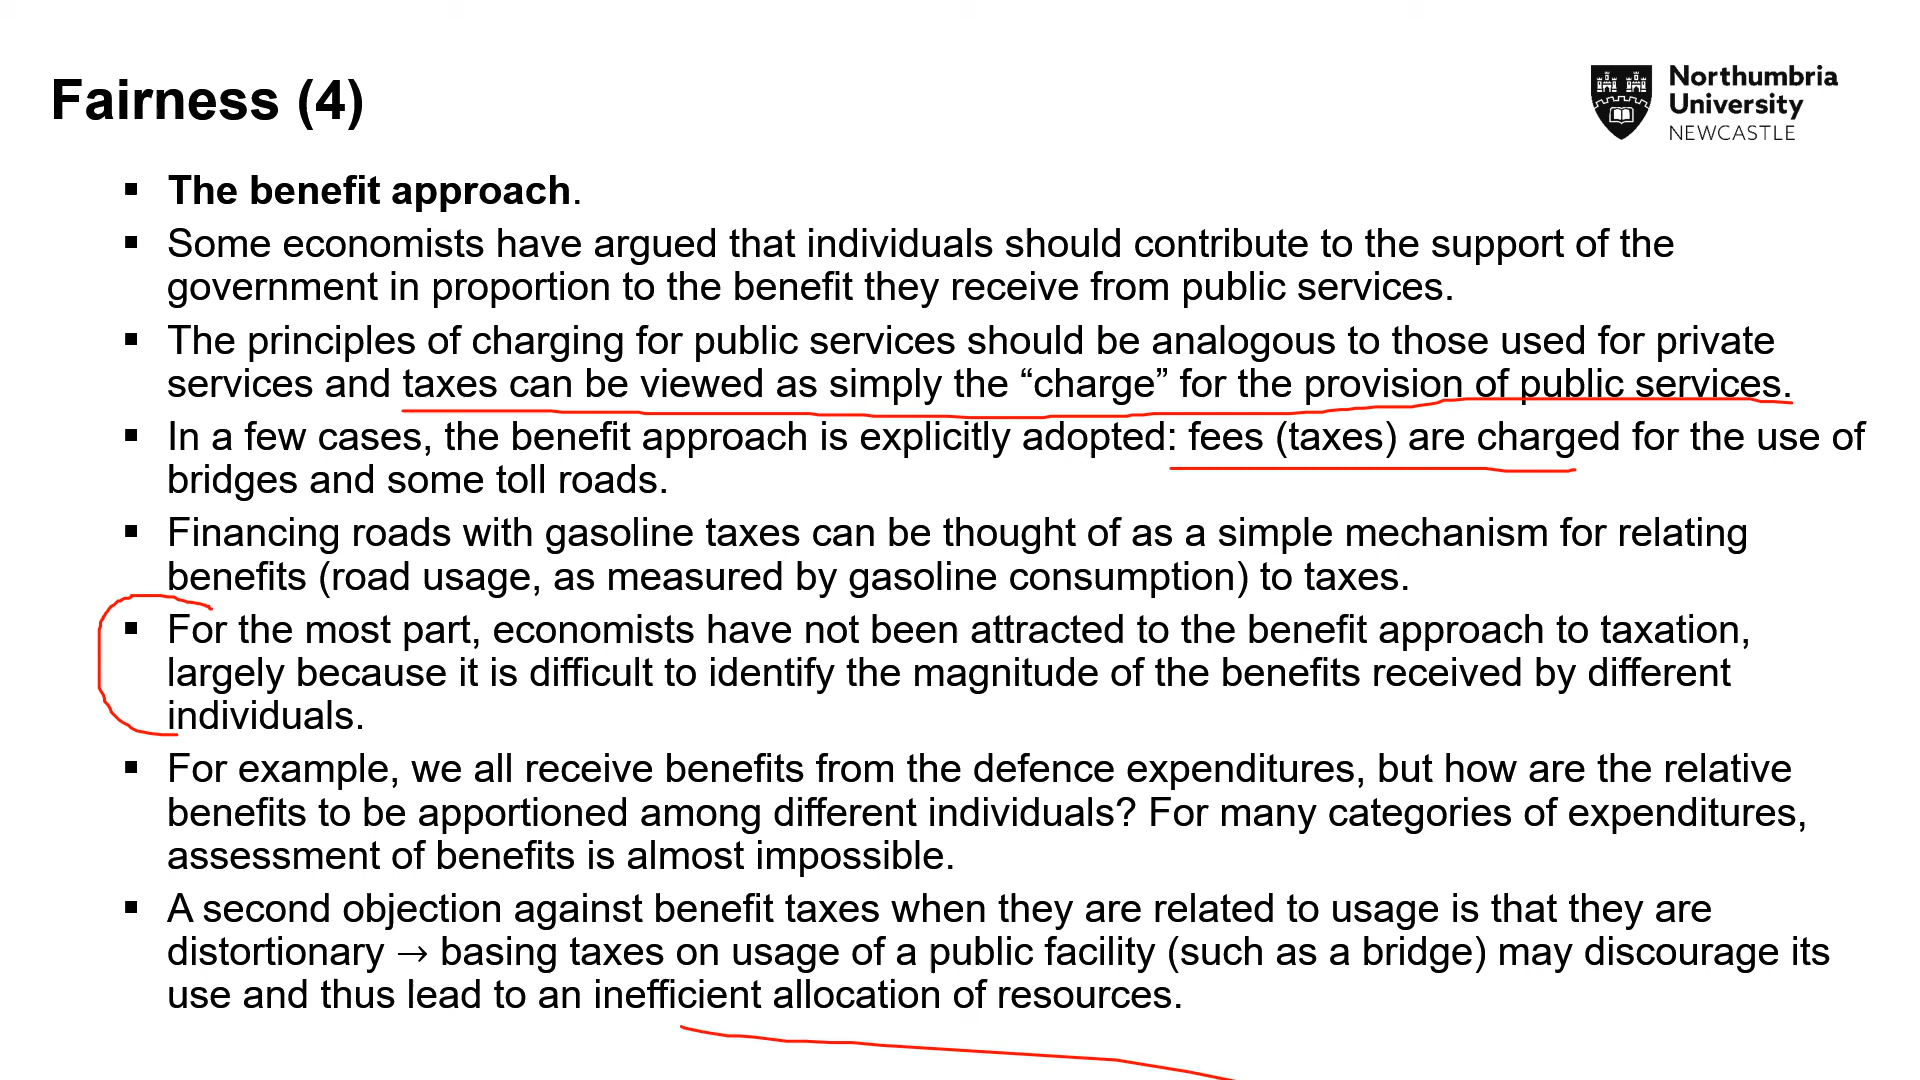 Fairness (4)
Northumbria
University
NEWCASTLE
▪ The benefit approach.
▪ Some economists have argued that individuals should contribute to the support of the
government in proportion to the benefit they receive from public services.
▪ The principles of charging for public services should be analogous to those used for private
services and taxes can be viewed as simply the “charge” for the provision of public services.
▪ In a few cases, the benefit approach is explicitly adopted: fees (taxes) are charged for the use of
bridges and some toll roads.
▪ Financing roads with gasoline taxes can be thought of as a simple mechanism for relating
benefits (road usage, as measured by gasoline consumption) to taxes.
▪ For the most part, economists have not been attracted to the benefit approach to taxation,
largely because it is difficult to identify the magnitude of the benefits received by different
individuals.
▪ For example, we all receive benefits from the defence expenditures, but how are the relative
benefits to be apportioned among different individuals? For many categories of expenditures,
assessment of benefits is almost impossible.
▪ A second objection against benefit taxes when they are related to usage is that they are
distortionary → basing taxes on usage of a public facility (such as a bridge) may discourage its
use and thus lead to an inefficient allocation of resources.